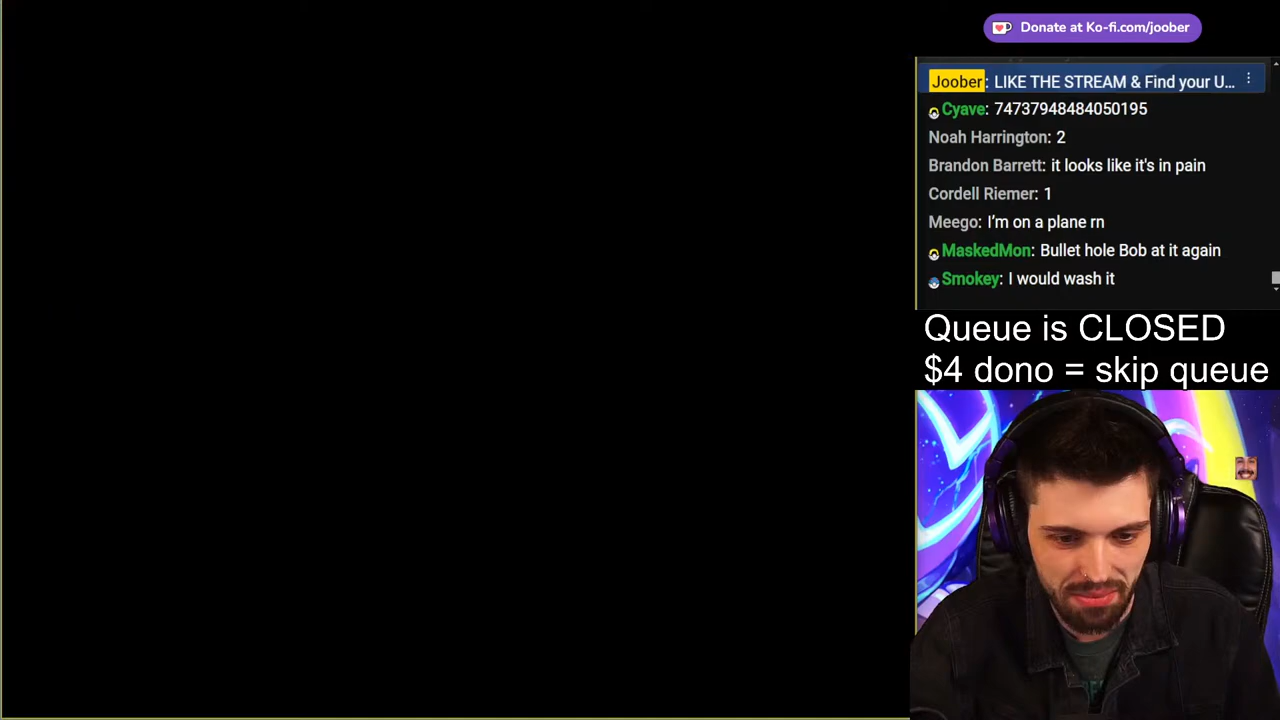 Donate at Ko-fi.com/joober
Joober: LIKE THE STREAM & Find your U...
Cyave: 74737948484050195
Noah Harrington: 2
Brandon Barrett: it looks like it's in pain
Cordell Riemer: 1
Meego: I’m on a plane rn
MaskedMon: Bullet hole Bob at it again
Smokey: I would wash it
Queue is CLOSED
$4 dono = skip queue